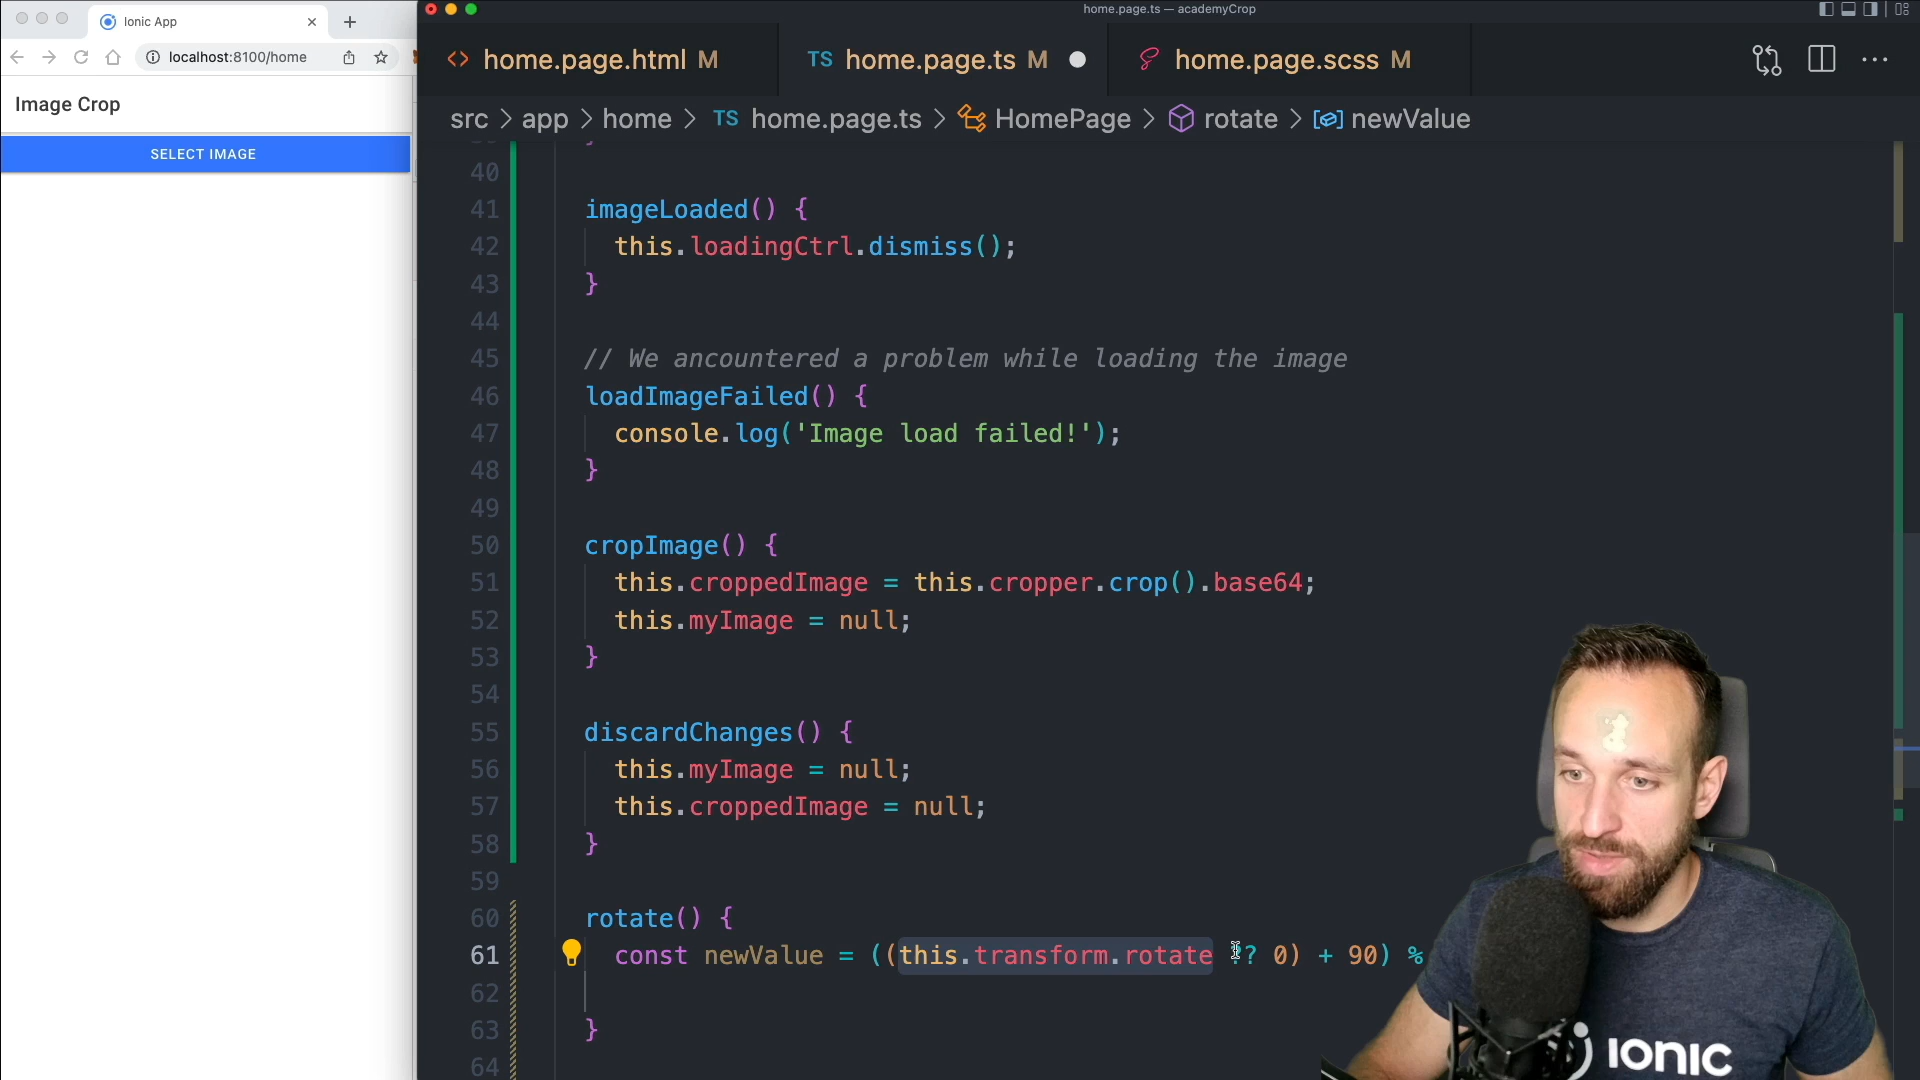 home.page.ts — academyCrop
Ionic App
localhost:8100/home
Image Crop
SELECT IMAGE
home.page.html M
TS home.page.ts M
home.page.scss M
src > app > home > TS home.page.ts > HomePage > rotate > newValue
40
41 imageLoaded() {
42 this.loadingCtrl.dismiss();
43 }
44
45 // We ancountered a problem while loading the image
46 loadImageFailed() {
47 console.log('Image load failed!');
48 }
49
50 cropImage() {
51 this.croppedImage = this.cropper.crop().base64;
52 this.myImage = null;
53 }
54
55 discardChanges() {
56 this.myImage = null;
57 this.croppedImage = null;
58 }
59
60 rotate() {
61 const newValue = ((this.transform.rotate ?? 0) + 90) %
62
63 }
64
IONIC